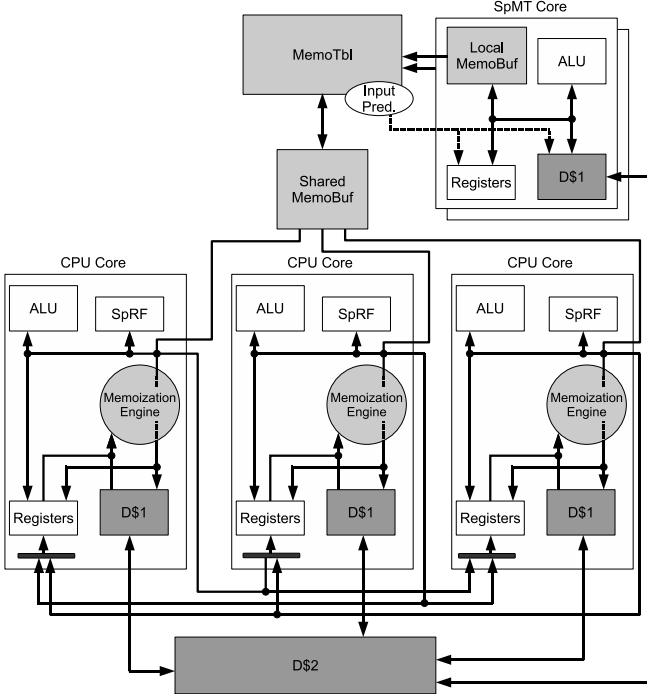 SpMT Core
MemoTbl
Local
MemoBuf
ALU
Input
Pred.
Registers
D$1
Shared
MemoBuf
CPU Core
CPU Core
CPU Core
ALU
SpRF
ALU
SpRF
ALU
SpRF
Memoization
Engine
Memoization
Engine
Memoization
Engine
Registers
D$1
Registers
D$1
Registers
D$1
D$2